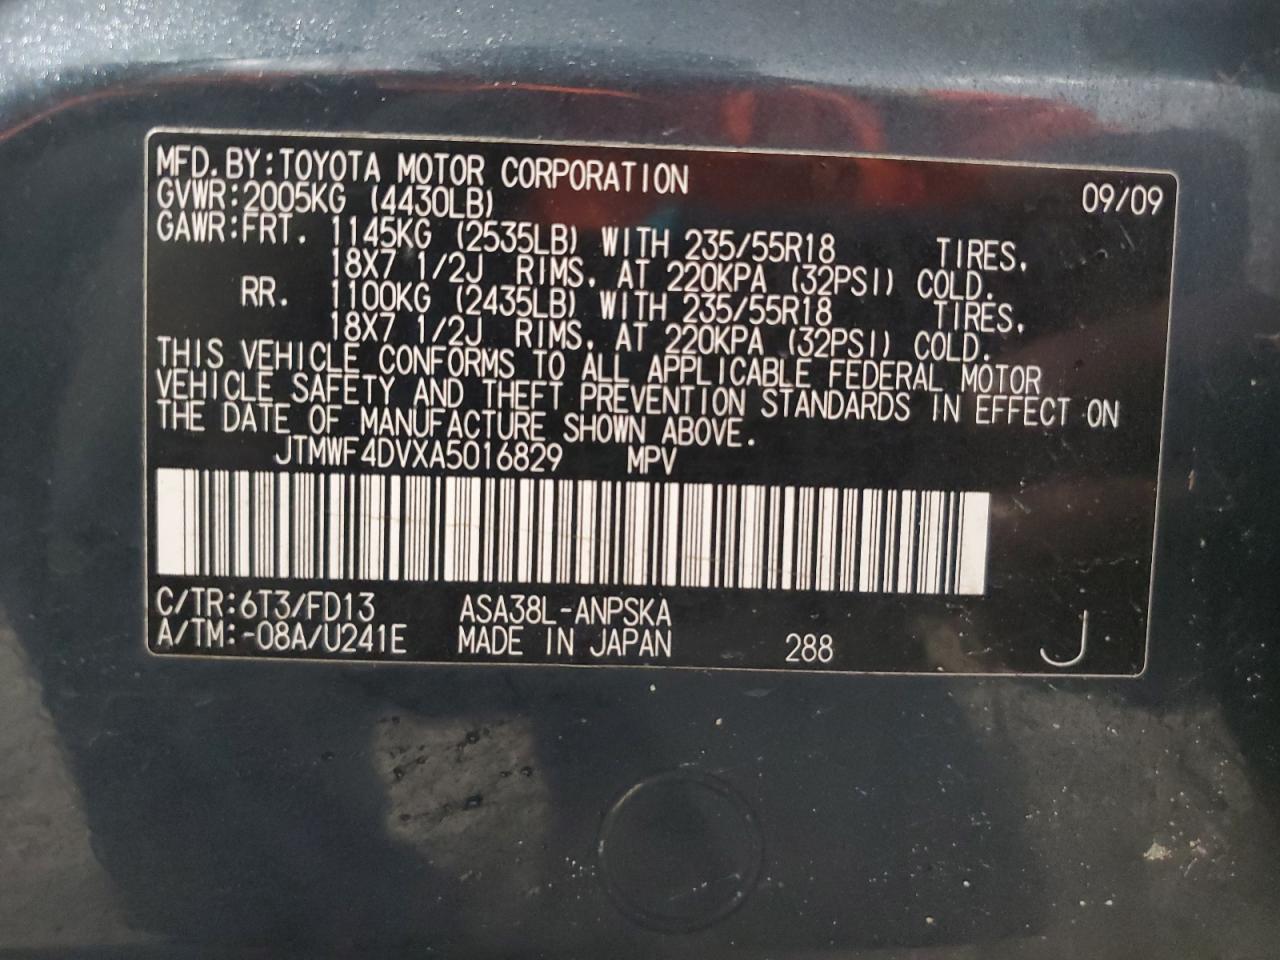 MFD.BY:TOYOTA MOTOR CORPORATION 09/09
GVWR:2005KG (4430LB)
GAWR:FRT. 1145KG (2535LB) WITH 235/55R18 TIRES,
18X7 1/2J RIMS, AT 220KPA (32PSI) COLD.
RR. 1100KG (2435LB) WITH 235/55R18 TIRES,
18X7 1/2J RIMS, AT 220KPA (32PSI) COLD.
THIS VEHICLE CONFORMS TO ALL APPLICABLE FEDERAL MOTOR
VEHICLE SAFETY AND THEFT PREVENTION STANDARDS IN EFFECT ON
THE DATE OF MANUFACTURE SHOWN ABOVE.
JTMWF4DVXA5016829 MPV
C/TR:6T3/FD13 ASA38L-ANPSKA
A/TM:-08A/U241E MADE IN JAPAN 288 J